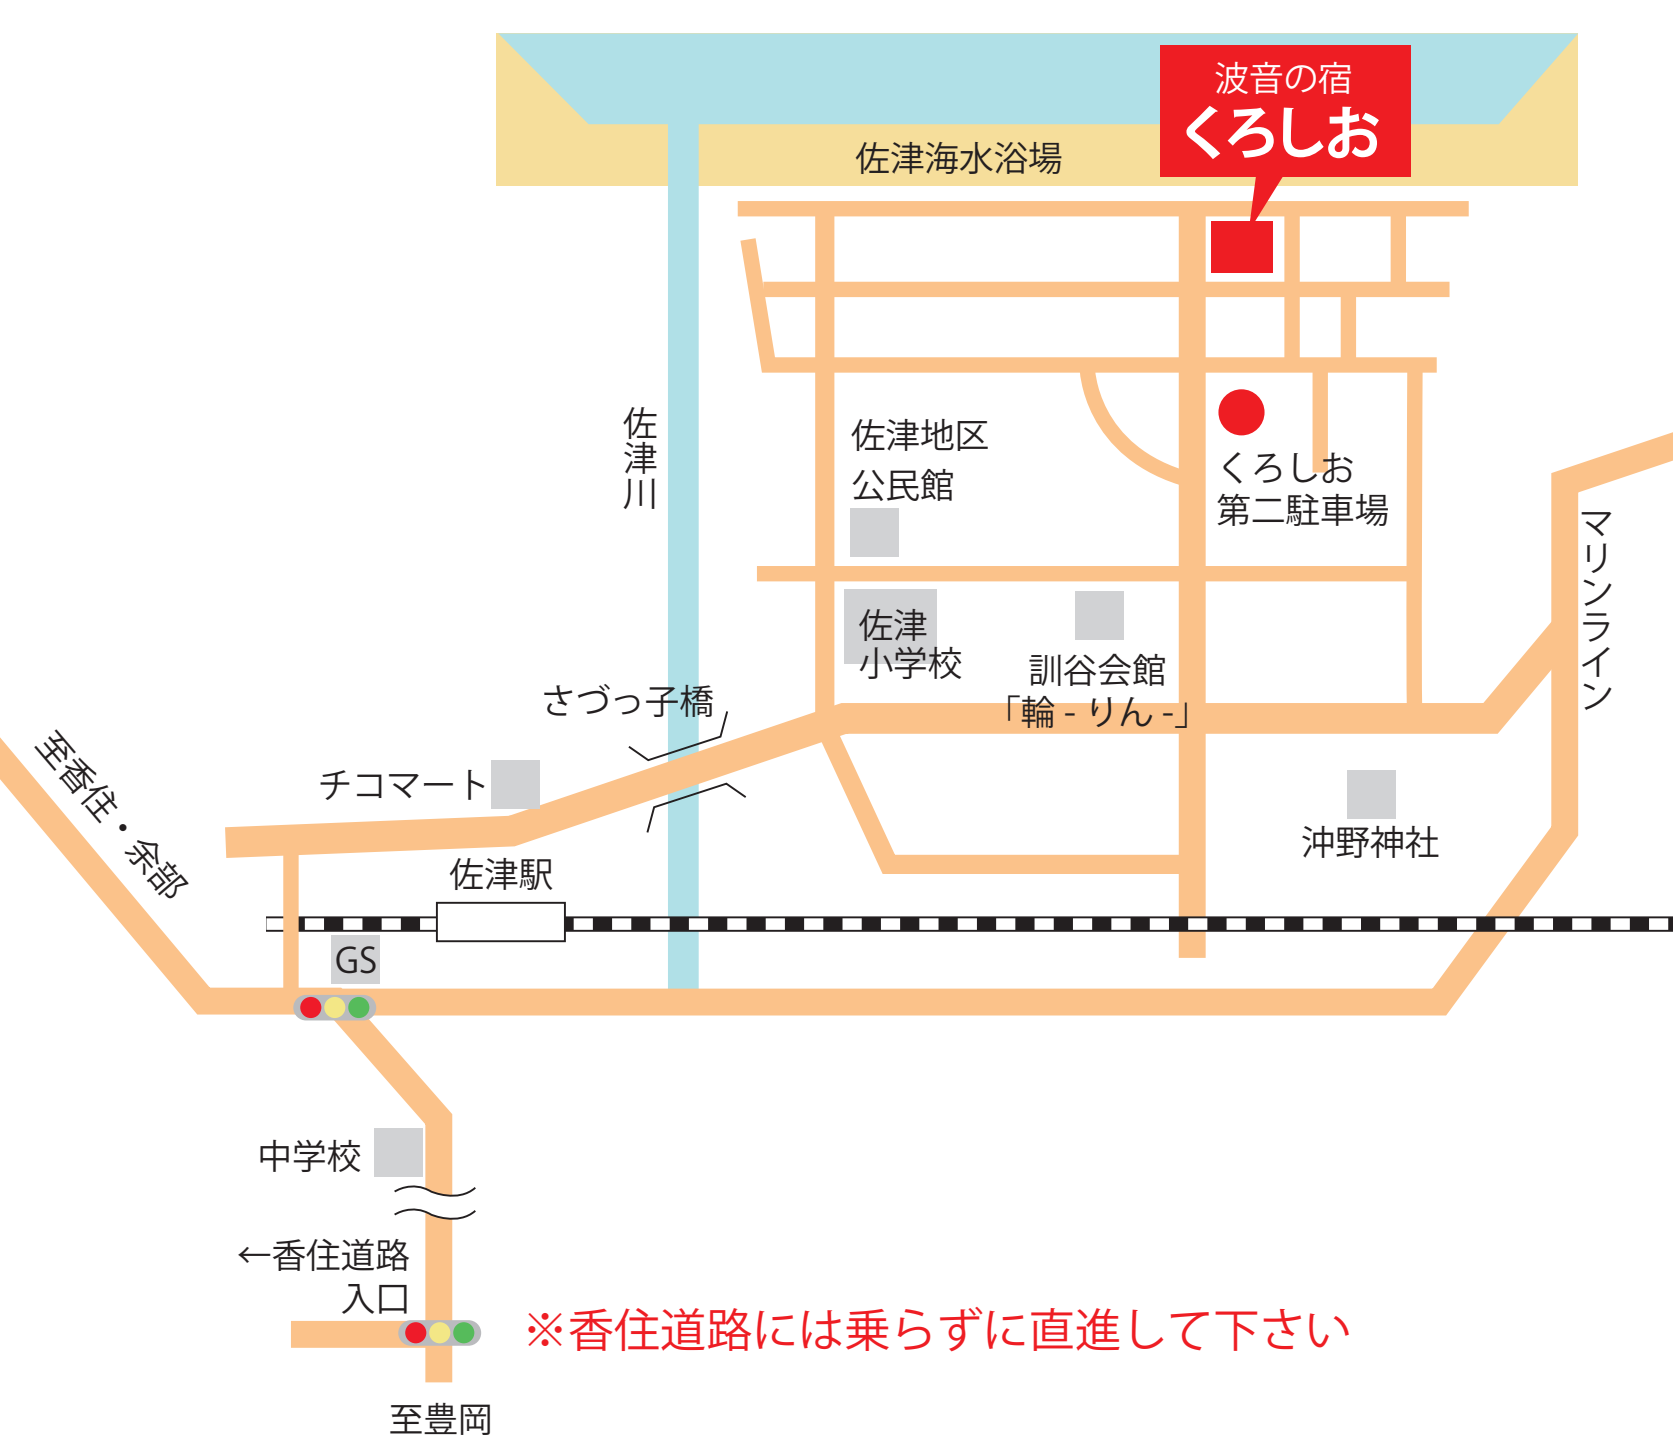 波音の宿
くろしお
佐津海水浴場
佐津川
佐津地区
公民館
くろしお
第二駐車場
マリンライン
佐津
小学校
訓谷会館
「輪 - りん -」
さづっ子橋
至香住・余部
チコマート
沖野神社
佐津駅
GS
中学校
←香住道路
入口
※香住道路には乗らずに直進して下さい
至豊岡